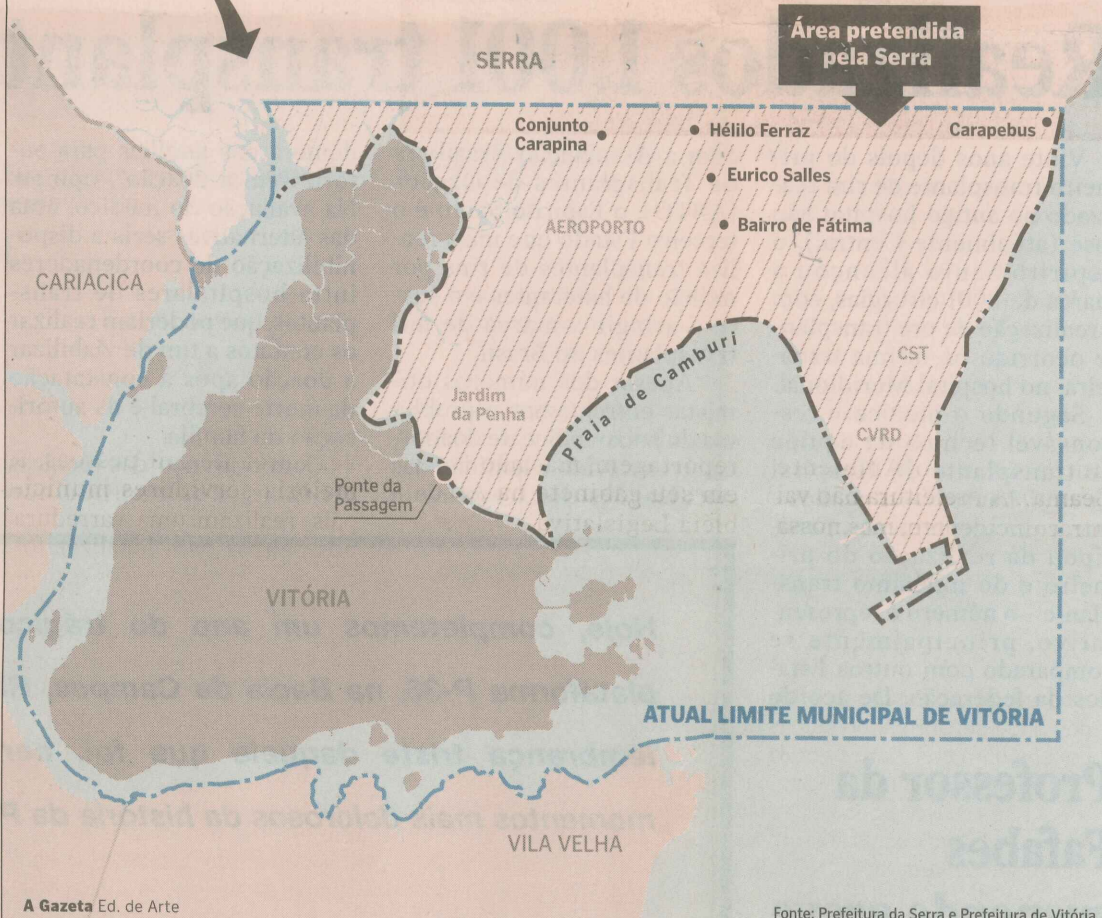 Área pretendida
pela Serra
SERRA
Conjunto
Carapina
Hélilo Ferraz
Carapebus
Eurico Salles
AEROPORTO
Bairro de Fátima
CARIACICA
Praia de Camburi
CST
Jardim
da Penha
CVRD
Ponte da
Passagem
VITÓRIA
ATUAL LIMITE MUNICIPAL DE VITÓRIA
VILA VELHA
A Gazeta Ed. de Arte
Fonte: Prefeitura da Serra e Prefeitura de Vitória